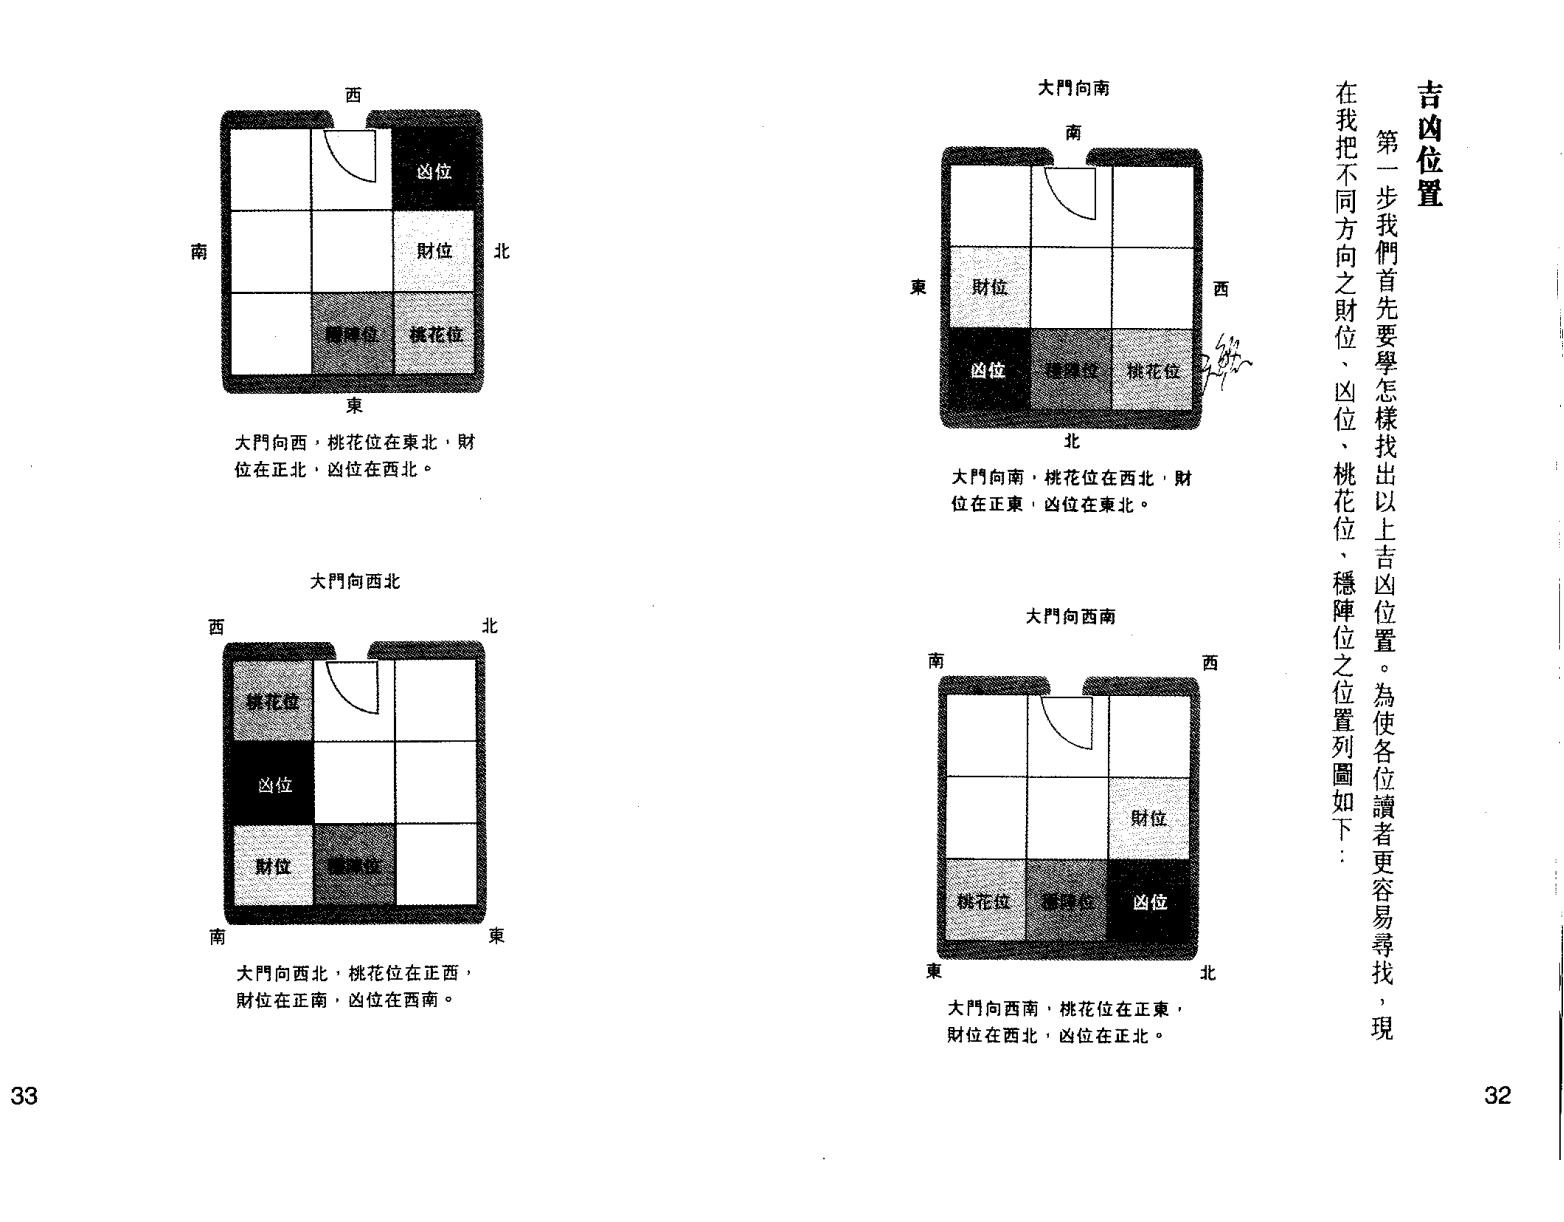 吉凶位置
第一步我們首先要學怎樣找出以上吉凶位置。為使各位讀者更容易尋找，現
在我把不同方向之財位、凶位、桃花位、穩陣位之位置列圖如下：
大門向南
南
東
財位
西
凶位
穩陣位
桃花位
北
大門向南，桃花位在西北，財
位在正東，凶位在東北。
大門向西南
南
西
財位
桃花位
穩陣位
凶位
東
北
大門向西南，桃花位在正東，
財位在西北，凶位在正北。
32
西
凶位
南
財位
北
穩陣位
桃花位
東
大門向西，桃花位在東北，財
位在正北，凶位在西北。
大門向西北
西
北
桃花位
凶位
財位
穩陣位
南
東
大門向西北，桃花位在正西，
財位在正南，凶位在西南。
33